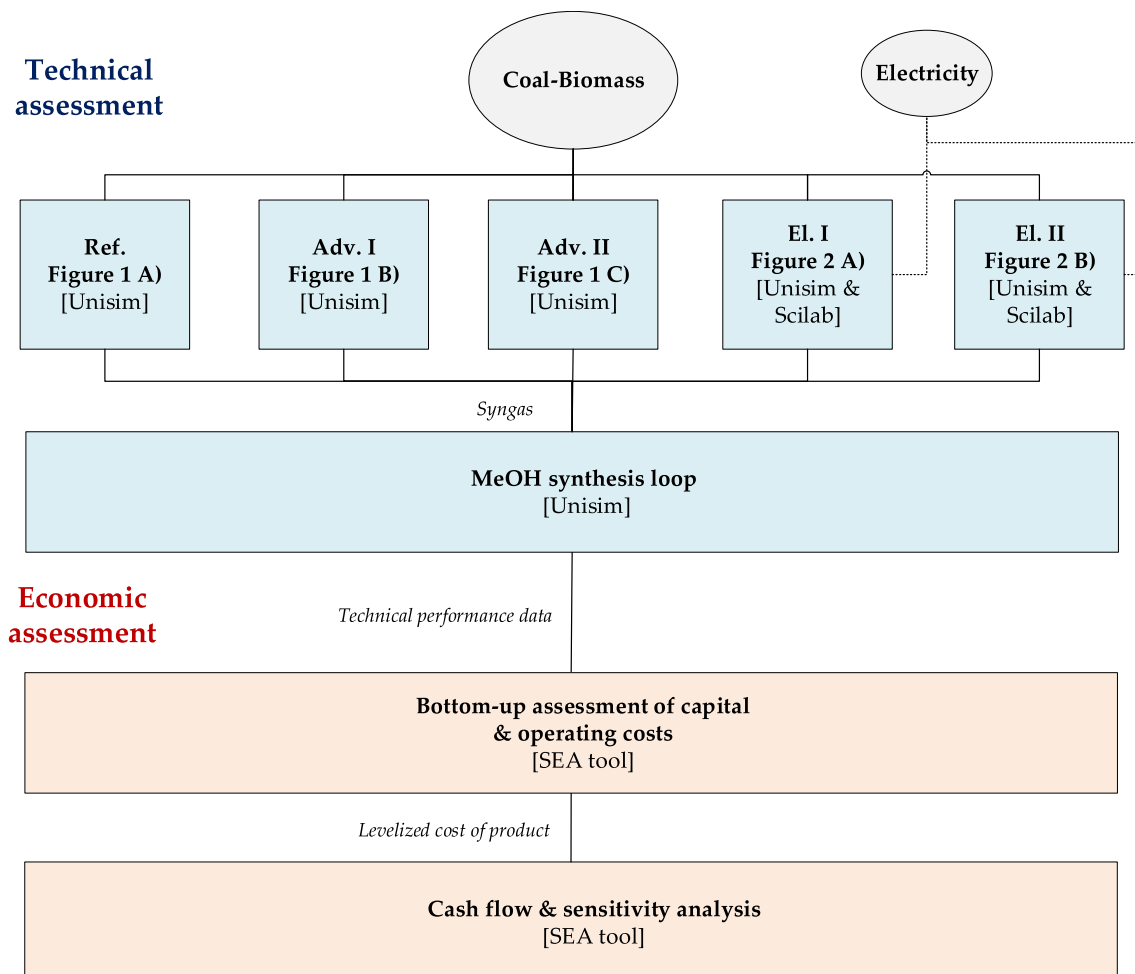 Technical
assessment
Coal-Biomass
Electricity
Ref.
Figure 1 A)
[Unisim]
Adv. I
Figure 1 B)
[Unisim]
Adv. II
Figure 1 C)
[Unisim]
El. I
Figure 2 A)
[Unisim &
Scilab]
El. II
Figure 2 B)
[Unisim &
Scilab]
Syngas
MeOH synthesis loop
[Unisim]
Economic
assessment
Technical performance data
Bottom-up assessment of capital
& operating costs
[SEA tool]
Levelized cost of product
Cash flow & sensitivity analysis
[SEA tool]